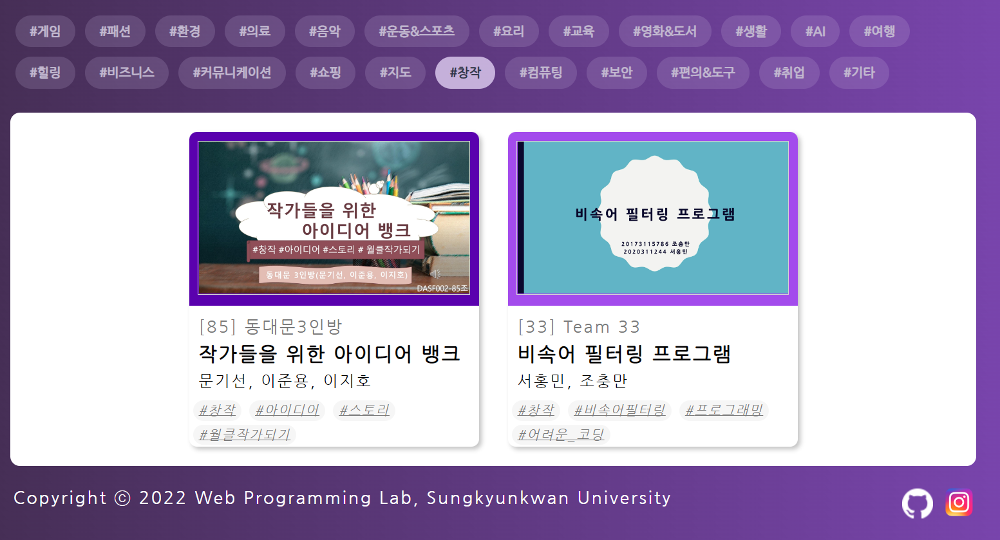 #게임 #패션 #환경 #의료 #음악 #운동&스포츠 #요리 #교육 #영화&도서 #생활 #AI #여행
#힐링 #비즈니스 #커뮤니케이션 #쇼핑 #지도 #창작 #컴퓨팅 #보안 #편의&도구 #취업 #기타
작가들을 위한
아이디어 뱅크
#창작 #아이디어 #스토리 # 월클작가되기
동대문 3인방(문기선, 이준용, 이지호)
DASF002-85조
[85] 동대문3인방
작가들을 위한 아이디어 뱅크
문기선, 이준용, 이지호
#창작 #아이디어 #스토리
#월클작가되기
비속어 필터링 프로그램
20173115786 조충만
2020311244 서홍민
[33] Team 33
비속어 필터링 프로그램
서홍민, 조충만
#창작 #비속어필터링 #프로그래밍
#어려운_코딩
Copyright ⓒ 2022 Web Programming Lab, Sungkyunkwan University